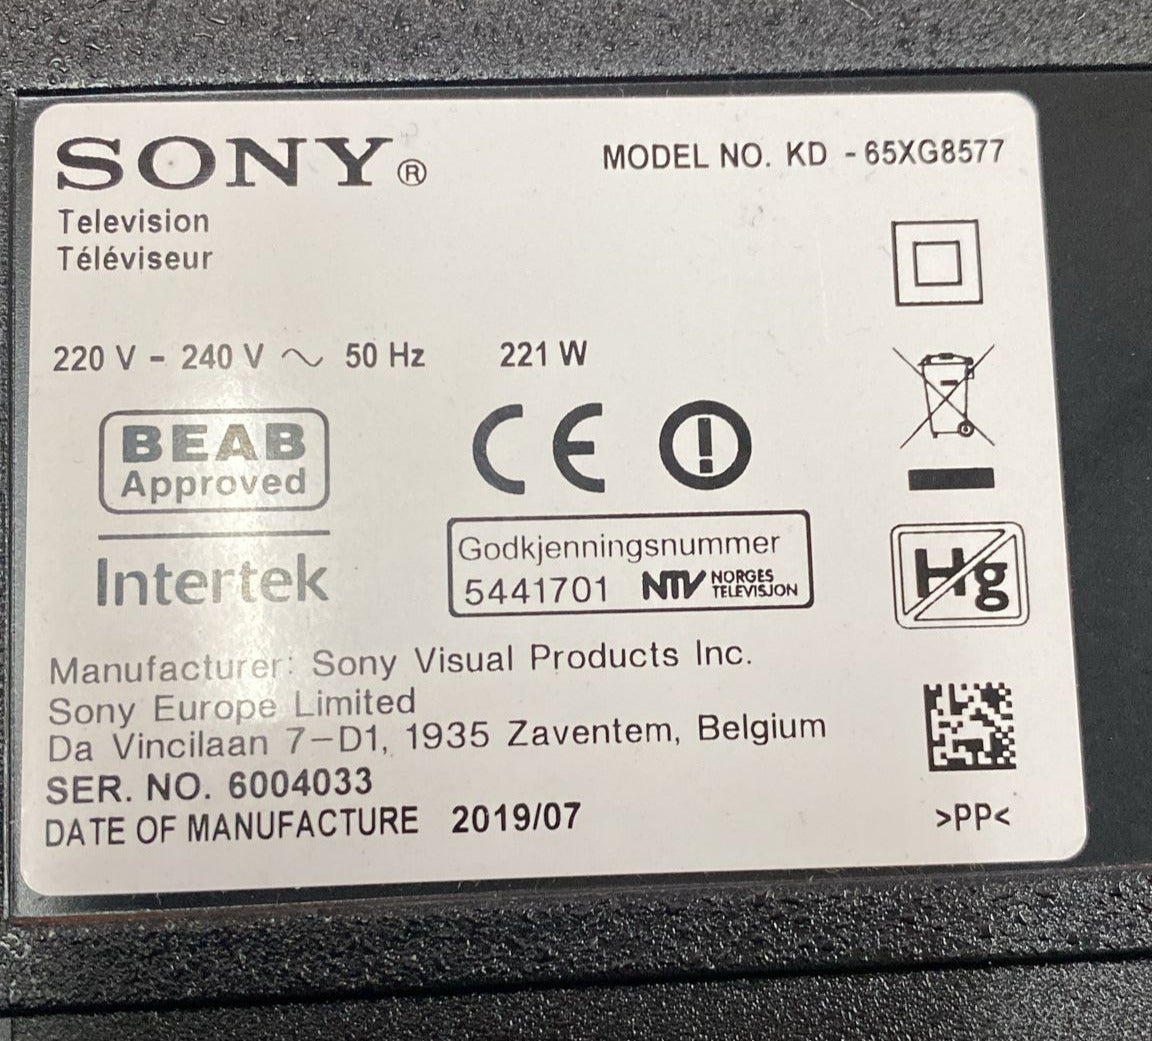 SONY®
MODEL NO. KD - 65XG8577
Television
Téléviseur
220 V - 240 V ~ 50 Hz 221 W
BEAB
Approved
Intertek
CE
Godkjenningsnummer
5441701 NTV NORGES TELEVISJON
Hg
Manufacturer: Sony Visual Products Inc.
Sony Europe Limited
Da Vincilaan 7-D1, 1935 Zaventem, Belgium
SER. NO. 6004033
DATE OF MANUFACTURE 2019/07
>PP<